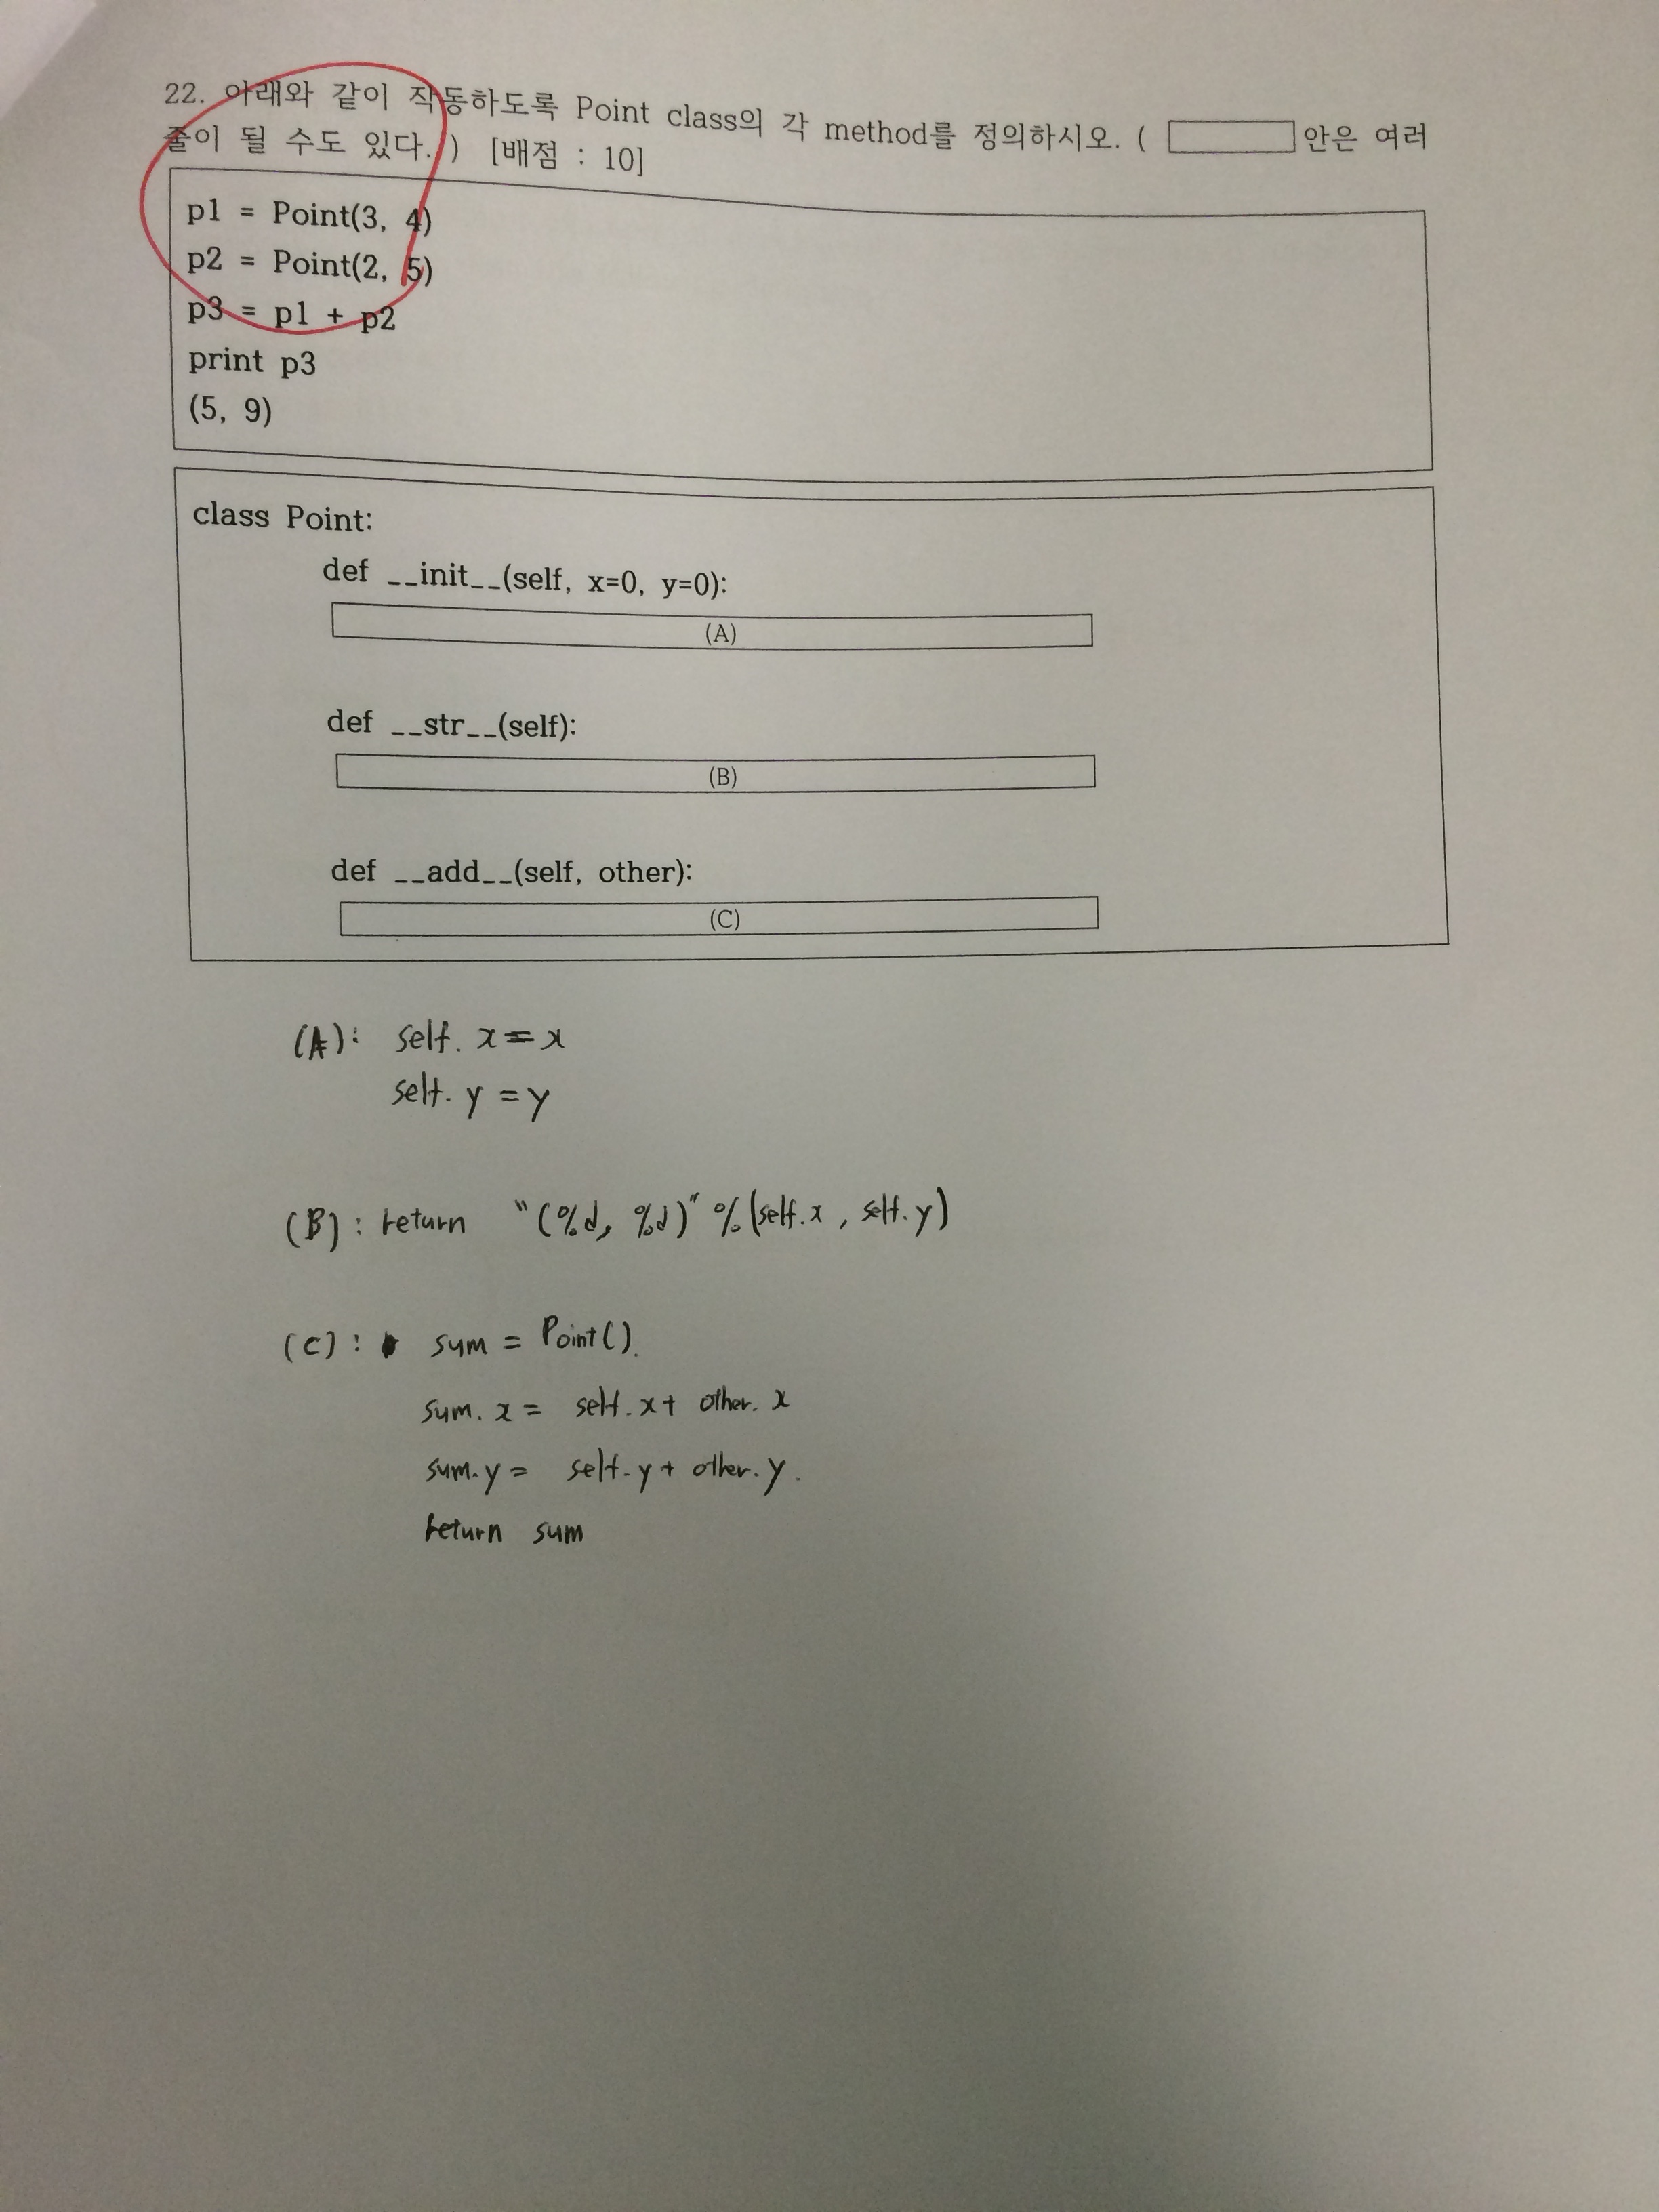 22. 아래와 같이 작동하도록 Point class의 각 method를 정의하시오. ( 안은 여러
줄이 될 수도 있다. ) [배점 : 10]
p1 = Point(3, 4)
p2 = Point(2, 5)
p3 = p1 + p2
print p3
(5, 9)
class Point:
def __init__(self, x=0, y=0):
(A)
def __str__(self):
(B)
def __add__(self, other):
(C)
(A): self. x = x
self. y = y
(B) : return "(%d, %d)" % (self.x , self.y)
(C) : sum = Point().
sum. x = self.x + other. x
sum.y = self.y + other.y.
return sum